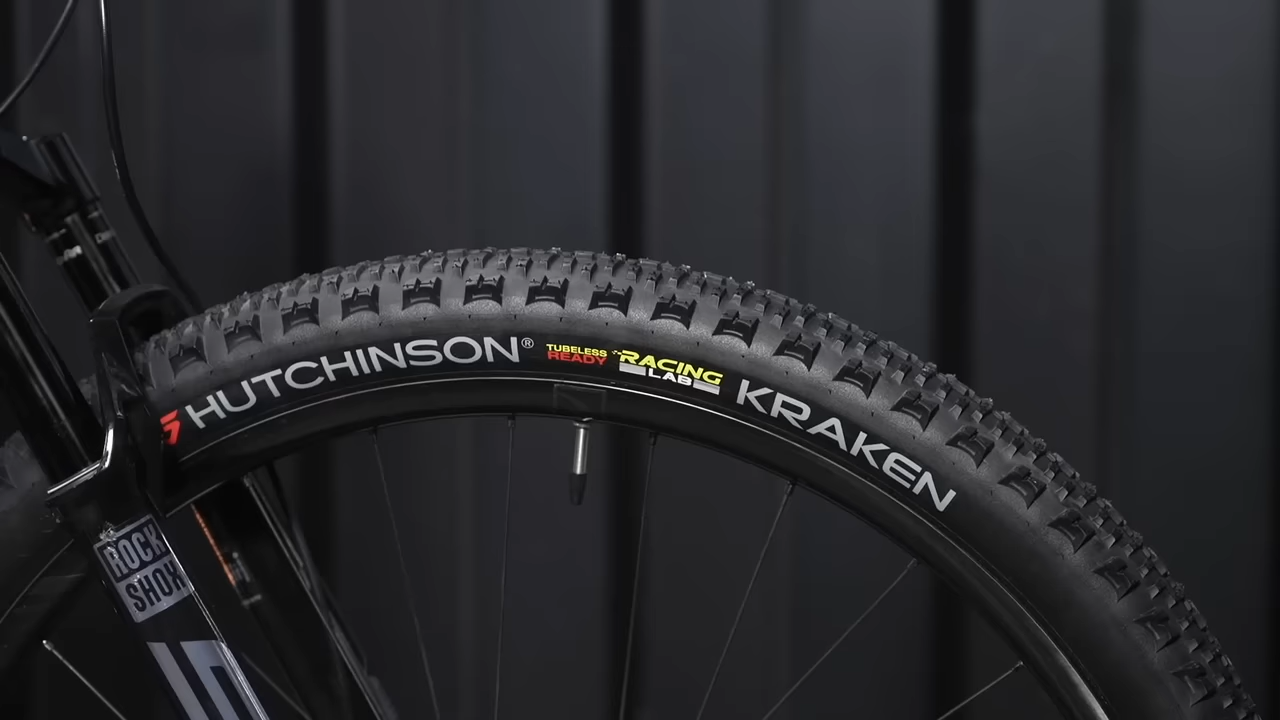 HUTCHINSON®
TUBELESS
READY
RACING
LAB
KRAKEN
ROCK
SHOX